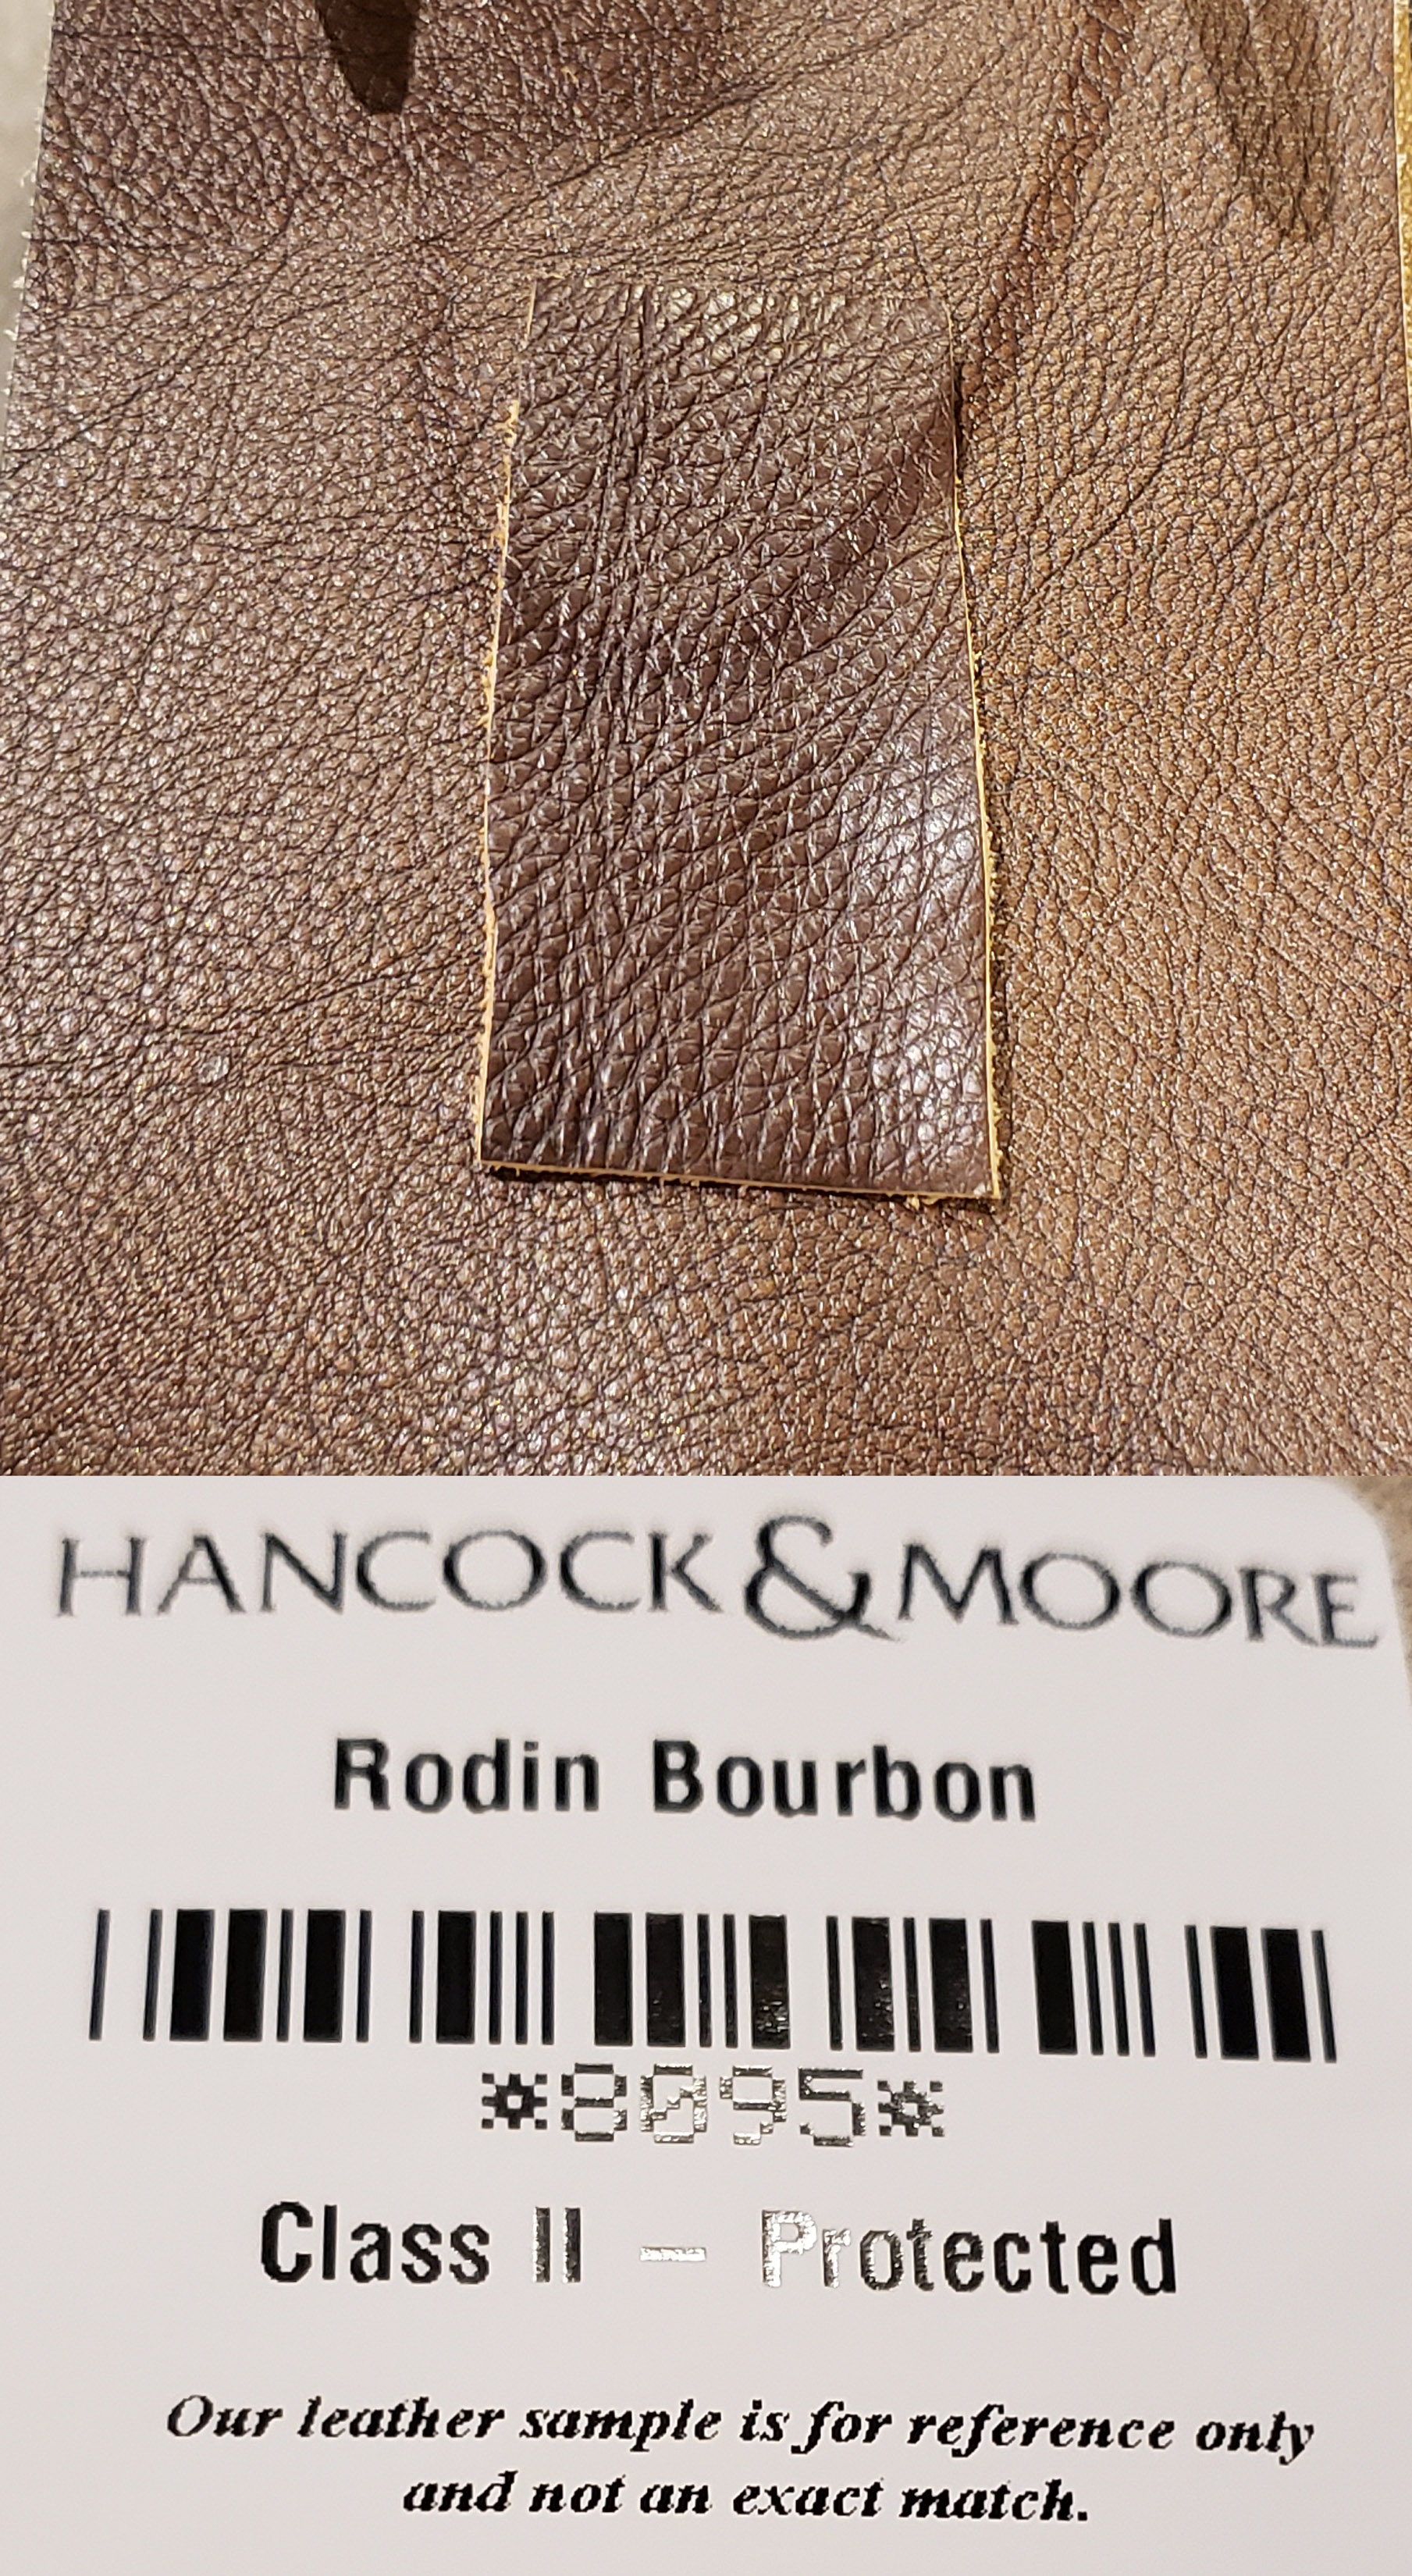 HANCOCK & MOORE
Rodin Bourbon
*8095*
Class II – Protected
Our leather sample is for reference only
and not an exact match.